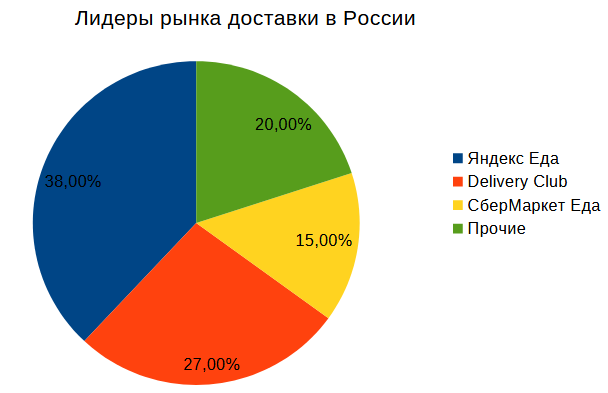 Лидеры рынка доставки в России
20,00%
38,00%
15,00%
27,00%
Яндекс Еда
Delivery Club
СберМаркет Еда
Прочие